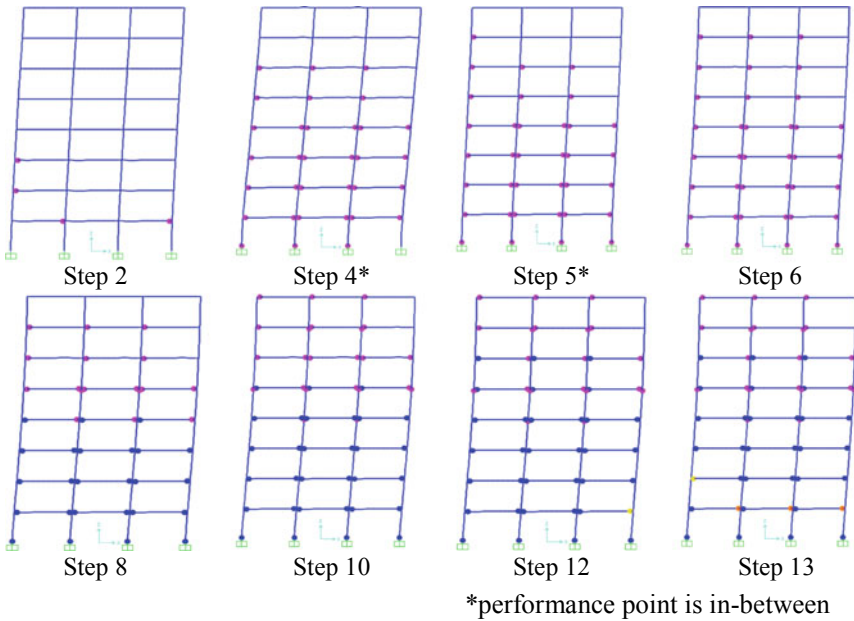 Step 2
Step 4*
Step 5*
Step 6
Step 8
Step 10
Step 12
Step 13
*performance point is in-between